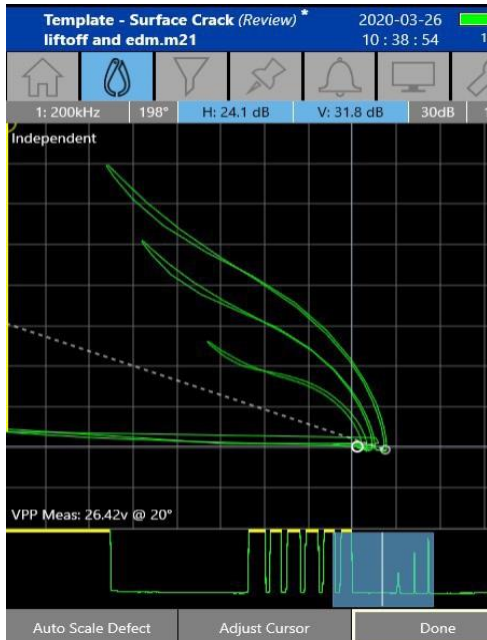 Template - Surface Crack (Review) * 2020-03-26
liftoff and edm.m21 10 : 38 : 54
1: 200kHz 198° H: 24.1 dB V: 31.8 dB 30dB
Independent
VPP Meas: 26.42v @ 20°
Auto Scale Defect Adjust Cursor Done